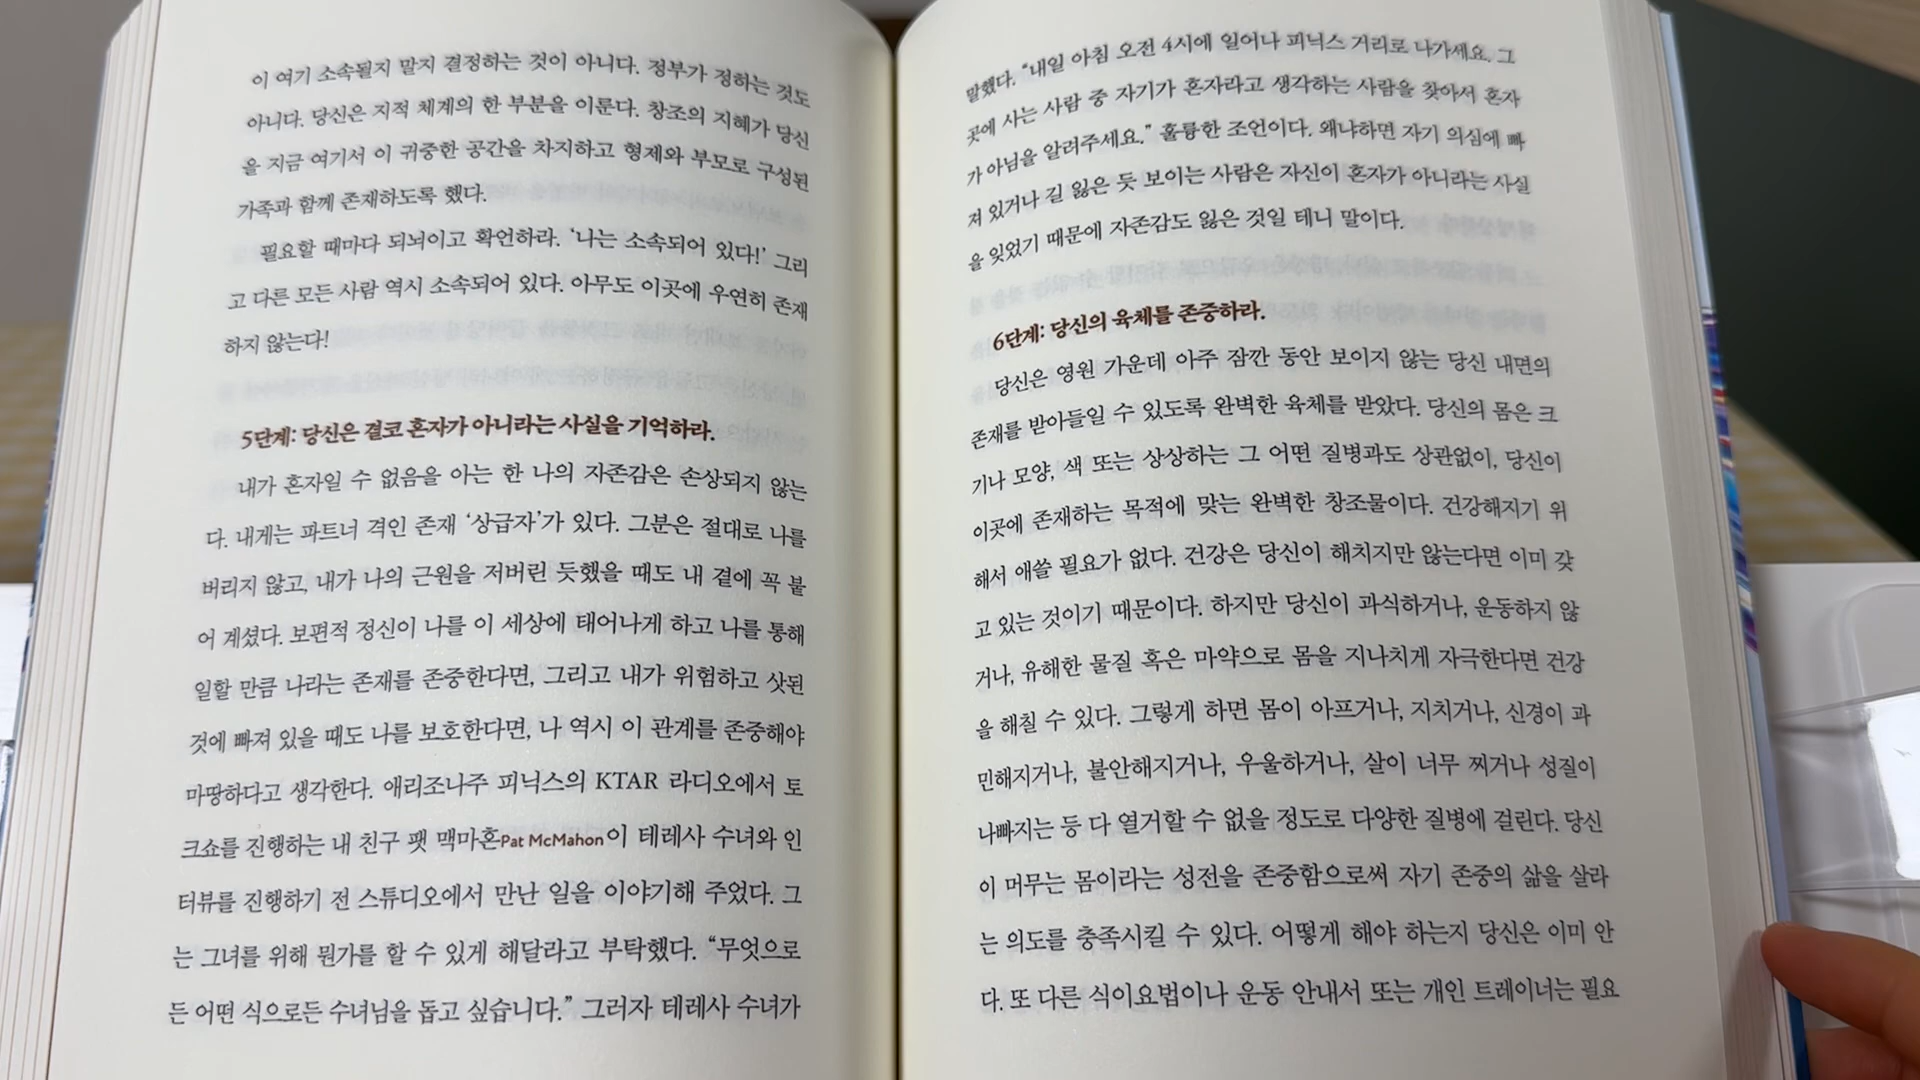 이 여기 소속될지 말지 결정하는 것이 아니다. 정부가 정하는 것도
아니다. 당신은 지적 체계의 한 부분을 이룬다. 창조의 지혜가 당신
을 지금 여기서 이 귀중한 공간을 차지하고 형제와 부모로 구성된
가족과 함께 존재하도록 했다.
필요할 때마다 되뇌이고 확언하라. ‘나는 소속되어 있다!’ 그리
고 다른 모든 사람 역시 소속되어 있다. 아무도 이곳에 우연히 존재
하지 않는다!
5단계: 당신은 결코 혼자가 아니라는 사실을 기억하라.
내가 혼자일 수 없음을 아는 한 나의 자존감은 손상되지 않는
다. 내게는 파트너 격인 존재 ‘상급자’가 있다. 그분은 절대로 나를
버리지 않고, 내가 나의 근원을 저버린 듯했을 때도 내 곁에 꼭 붙
어 계셨다. 보편적 정신이 나를 이 세상에 태어나게 하고 나를 통해
일할 만큼 나라는 존재를 존중한다면, 그리고 내가 위험하고 삿된
것에 빠져 있을 때도 나를 보호한다면, 나 역시 이 관계를 존중해야
마땅하다고 생각한다. 애리조나주 피닉스의 KTAR 라디오에서 토
크쇼를 진행하는 내 친구 팻 맥마혼Pat McMahon이 테레사 수녀와 인
터뷰를 진행하기 전 스튜디오에서 만난 일을 이야기해 주었다. 그
는 그녀를 위해 뭔가를 할 수 있게 해달라고 부탁했다. “무엇으로
든 어떤 식으로든 수녀님을 돕고 싶습니다.” 그러자 테레사 수녀가
말했다. “내일 아침 오전 4시에 일어나 피닉스 거리로 나가세요. 그
곳에 사는 사람 중 자기가 혼자라고 생각하는 사람을 찾아서 혼자
가 아님을 알려주세요.” 훌륭한 조언이다. 왜냐하면 자기 의심에 빠
져 있거나 길 잃은 듯 보이는 사람은 자신이 혼자가 아니라는 사실
을 잊었기 때문에 자존감도 잃은 것일 테니 말이다.
6단계: 당신의 육체를 존중하라.
당신은 영원 가운데 아주 잠깐 동안 보이지 않는 당신 내면의
존재를 받아들일 수 있도록 완벽한 육체를 받았다. 당신의 몸은 크
기나 모양, 색 또는 상상하는 그 어떤 질병과도 상관없이, 당신이
이곳에 존재하는 목적에 맞는 완벽한 창조물이다. 건강해지기 위
해서 애쓸 필요가 없다. 건강은 당신이 해치지만 않는다면 이미 갖
고 있는 것이기 때문이다. 하지만 당신이 과식하거나, 운동하지 않
거나, 유해한 물질 혹은 마약으로 몸을 지나치게 자극한다면 건강
을 해칠 수 있다. 그렇게 하면 몸이 아프거나, 지치거나, 신경이 과
민해지거나, 불안해지거나, 우울하거나, 살이 너무 찌거나 성질이
나빠지는 등 다 열거할 수 없을 정도로 다양한 질병에 걸린다. 당신
이 머무는 몸이라는 성전을 존중함으로써 자기 존중의 삶을 살라
는 의도를 충족시킬 수 있다. 어떻게 해야 하는지 당신은 이미 안
다. 또 다른 식이요법이나 운동 안내서 또는 개인 트레이너는 필요